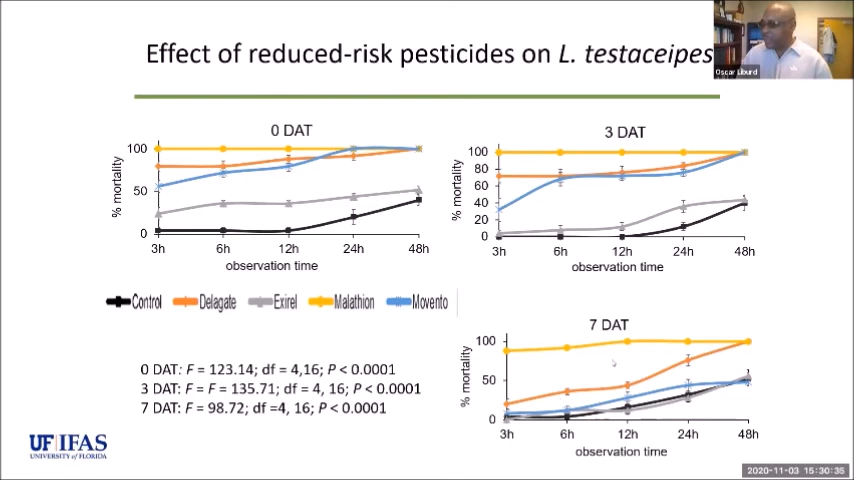 Effect of reduced-risk pesticides on L. testaceipes
Oscar Liburd
0 DAT
100
50
0
% mortality
3h 6h 12h 24h 48h
observation time
3 DAT
100
80
60
40
20
0
% mortality
3h 6h 12h 24h 48h
observation time
Control Delagate Exirel Malathion Movento
7 DAT
100
50
0
% mortality
3h 6h 12h 24h 48h
observation time
0 DAT: F = 123.14; df = 4,16; P < 0.0001
3 DAT: F = F = 135.71; df = 4, 16; P < 0.0001
7 DAT: F = 98.72; df =4, 16; P < 0.0001
UF IFAS
UNIVERSITY of FLORIDA
2020-11-03 15:30:35